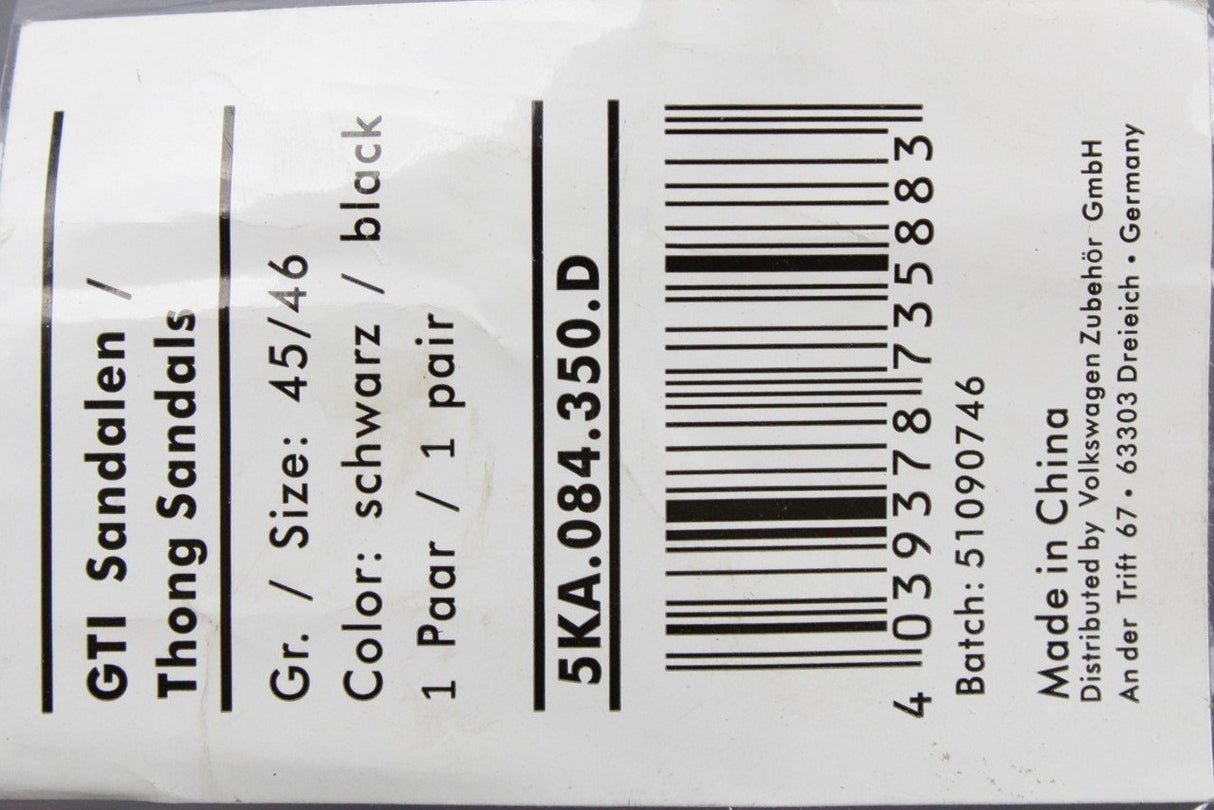 GTI Sandalen /
Thong Sandals
Gr. / Size: 45/46
Color: schwarz / black
1 Paar / 1 pair
5KA.084.350.D
4 039378 735883
Batch: 51090746
Made in China
Distributed by Volkswagen Zubehör GmbH
An der Trift 67 • 63303 Dreieich • Germany